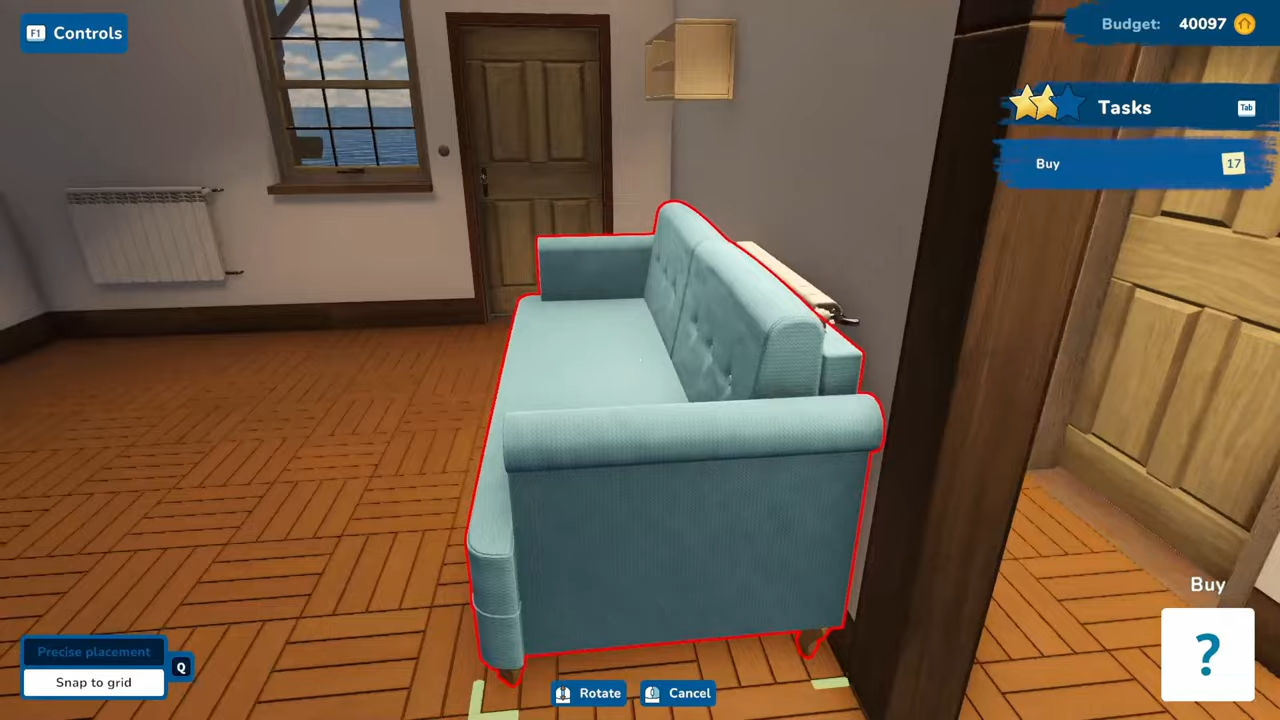 F1 Controls
Budget: 40097
Tasks Tab
Buy 17
Buy
?
Precise placement
Q
Snap to grid
Rotate
Cancel